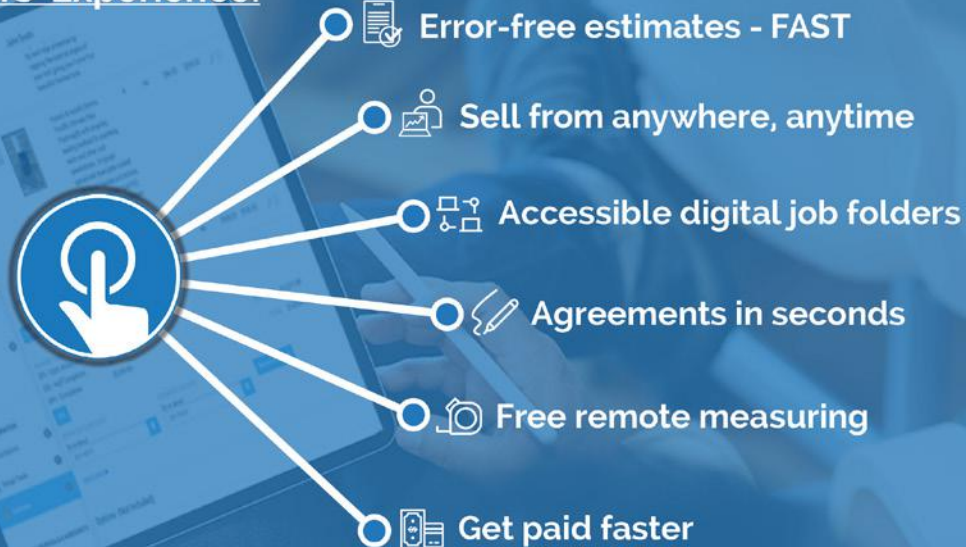 Experience.
Error-free estimates - FAST
Sell from anywhere, anytime
Accessible digital job folders
Agreements in seconds
Free remote measuring
Get paid faster